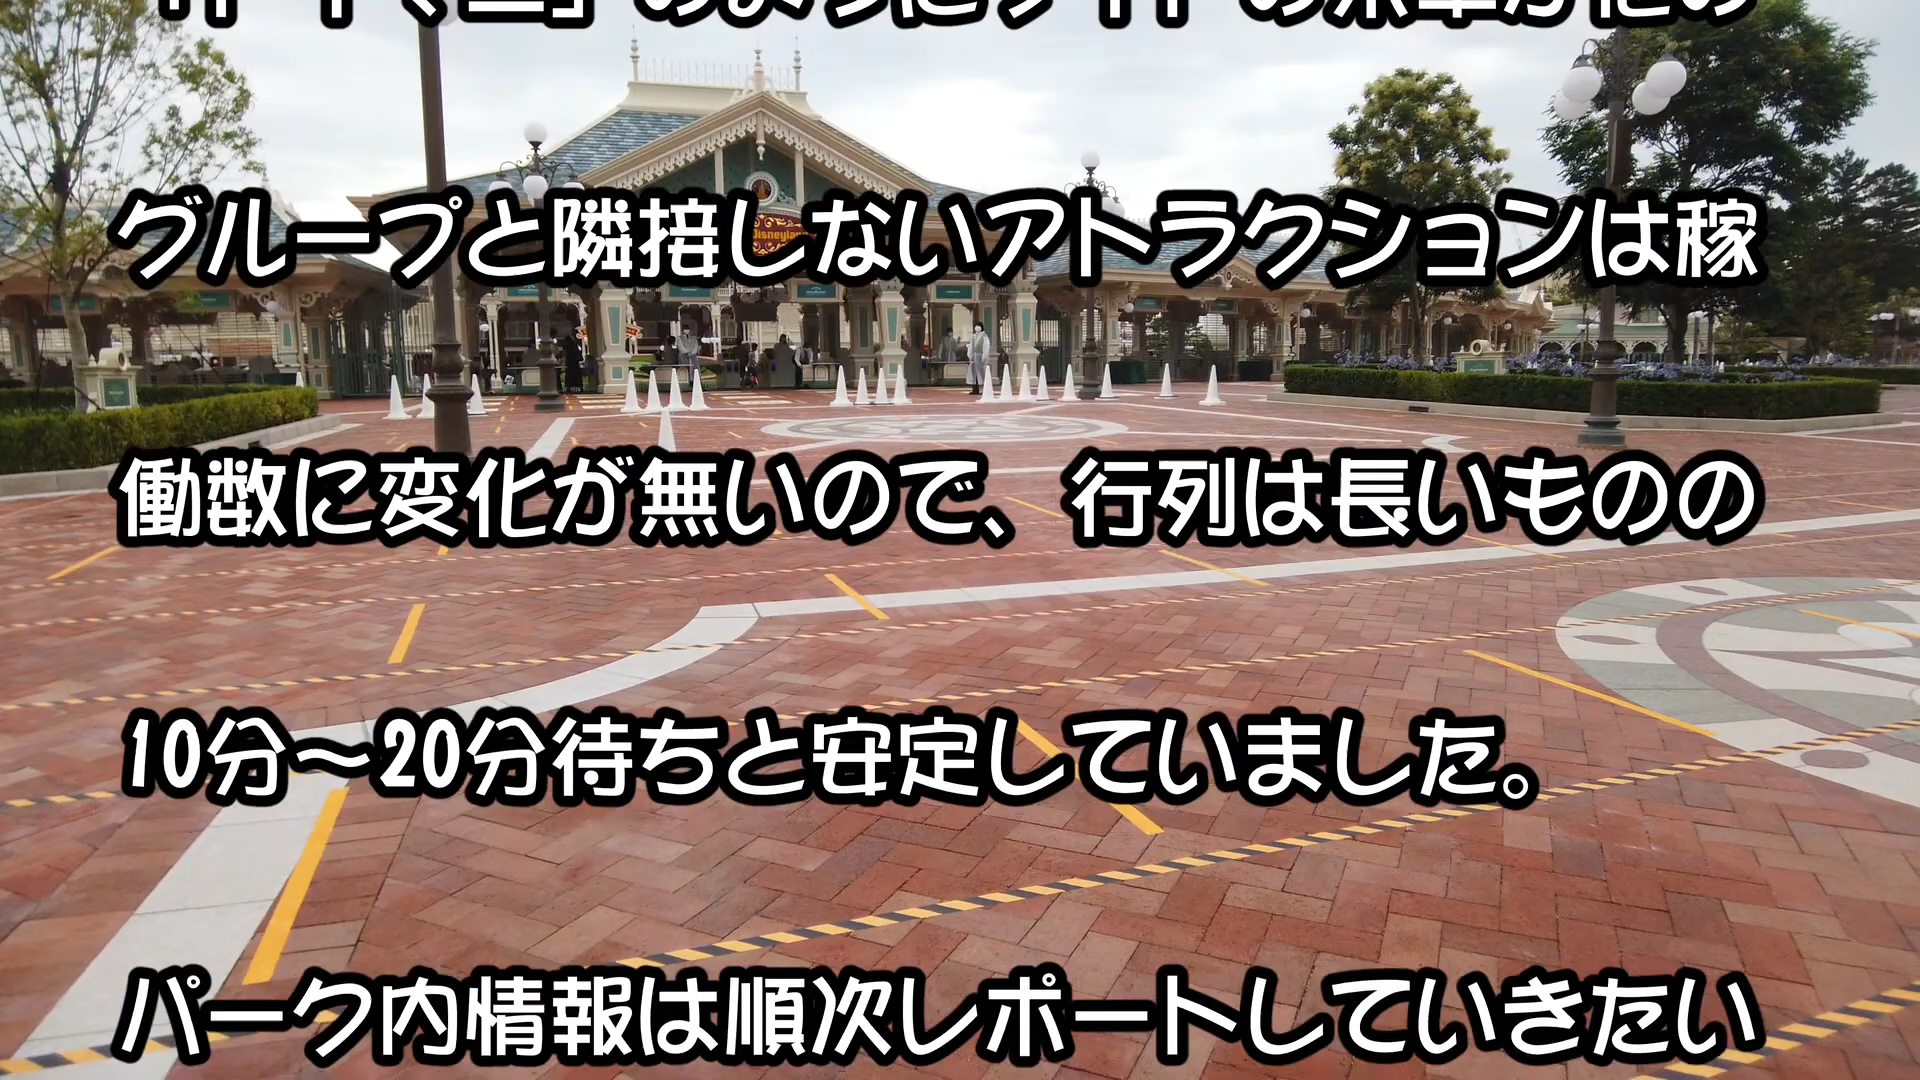 グループと隣接しないアトラクションは稼
働数に変化が無いので、行列は長いものの
10分～20分待ちと安定していました。
パーク内情報は順次レポートしていきたい